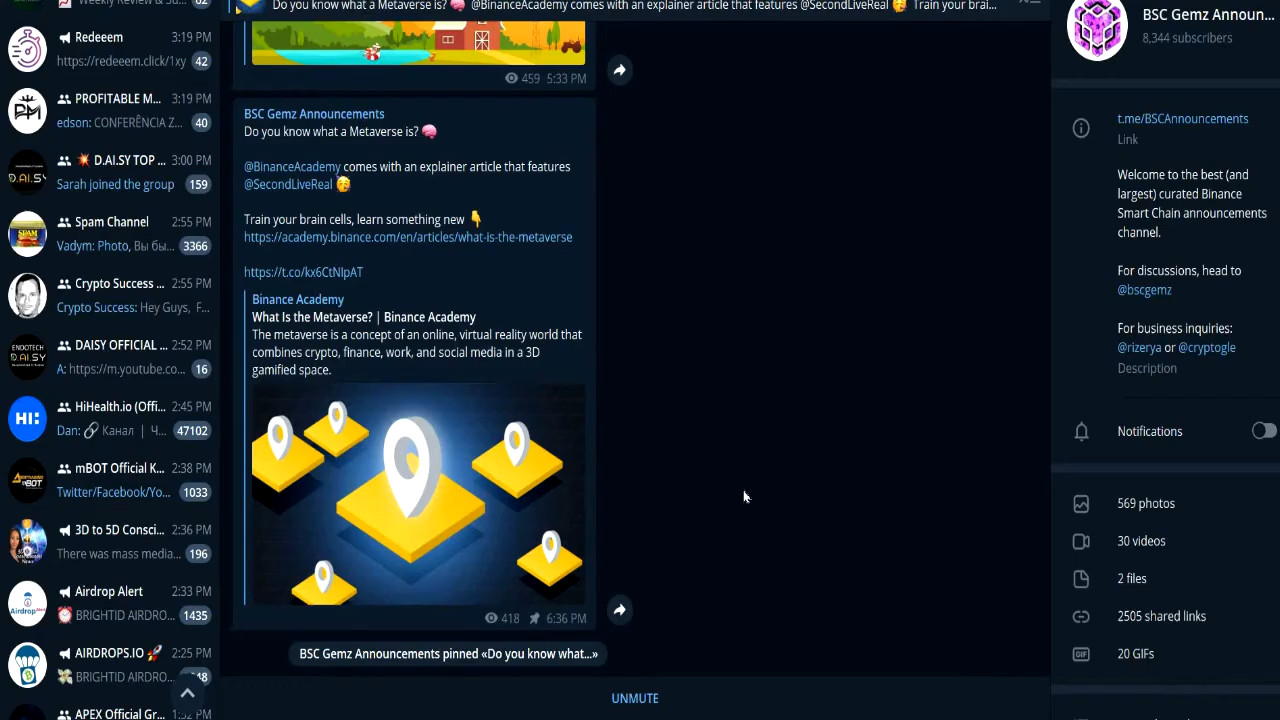 Weekly Review & Su...
62
Redeeem 3:19 PM
https://redeeem.click/1xy 42
PROFITABLE M... 3:19 PM
edson: CONFERÊNCIA Z... 40
D.AI.SY TOP ... 3:00 PM
Sarah joined the group 159
Spam Channel 2:55 PM
Vadym: Photo, Вы бы... 3366
Crypto Success ... 2:55 PM
Crypto Success: Hey Guys, F...
DAISY OFFICIAL ... 2:52 PM
A: https://m.youtube.co... 16
HiHealth.io (Offi... 2:45 PM
Dan: 🔗 Канал | Ч... 47102
mBOT Official K... 2:38 PM
Twitter/Facebook/Yo... 1033
3D to 5D Consci... 2:36 PM
There was mass media... 196
Airdrop Alert 2:33 PM
⏰ BRIGHTID AIRDRO... 1435
AIRDROPS.IO 🚀 2:25 PM
💸 BRIGHTID AIRDRO...
APEX Official Gr...
D.AI.SY
ENDOTECH
D.AI.SY
HI:
Airdrop
Do you know what a Metaverse is? 🧠 @BinanceAcademy comes with an explainer article that features @SecondLiveReal 🥳 Train your brai...
459 5:33 PM
BSC Gemz Announcements
Do you know what a Metaverse is? 🧠
@BinanceAcademy comes with an explainer article that features
@SecondLiveReal 🥳
Train your brain cells, learn something new 👇
https://academy.binance.com/en/articles/what-is-the-metaverse
https://t.co/kx6CtNIpAT
Binance Academy
What Is the Metaverse? | Binance Academy
The metaverse is a concept of an online, virtual reality world that
combines crypto, finance, work, and social media in a 3D
gamified space.
418 6:36 PM
BSC Gemz Announcements pinned «Do you know what...»
UNMUTE
BSC Gemz Announ...
8,344 subscribers
t.me/BSCAnnouncements
Link
Welcome to the best (and
largest) curated Binance
Smart Chain announcements
channel.
For discussions, head to
@bscgemz
For business inquiries:
@rizerya or @cryptogle
Description
Notifications
569 photos
30 videos
2 files
2505 shared links
GIF 20 GIFs